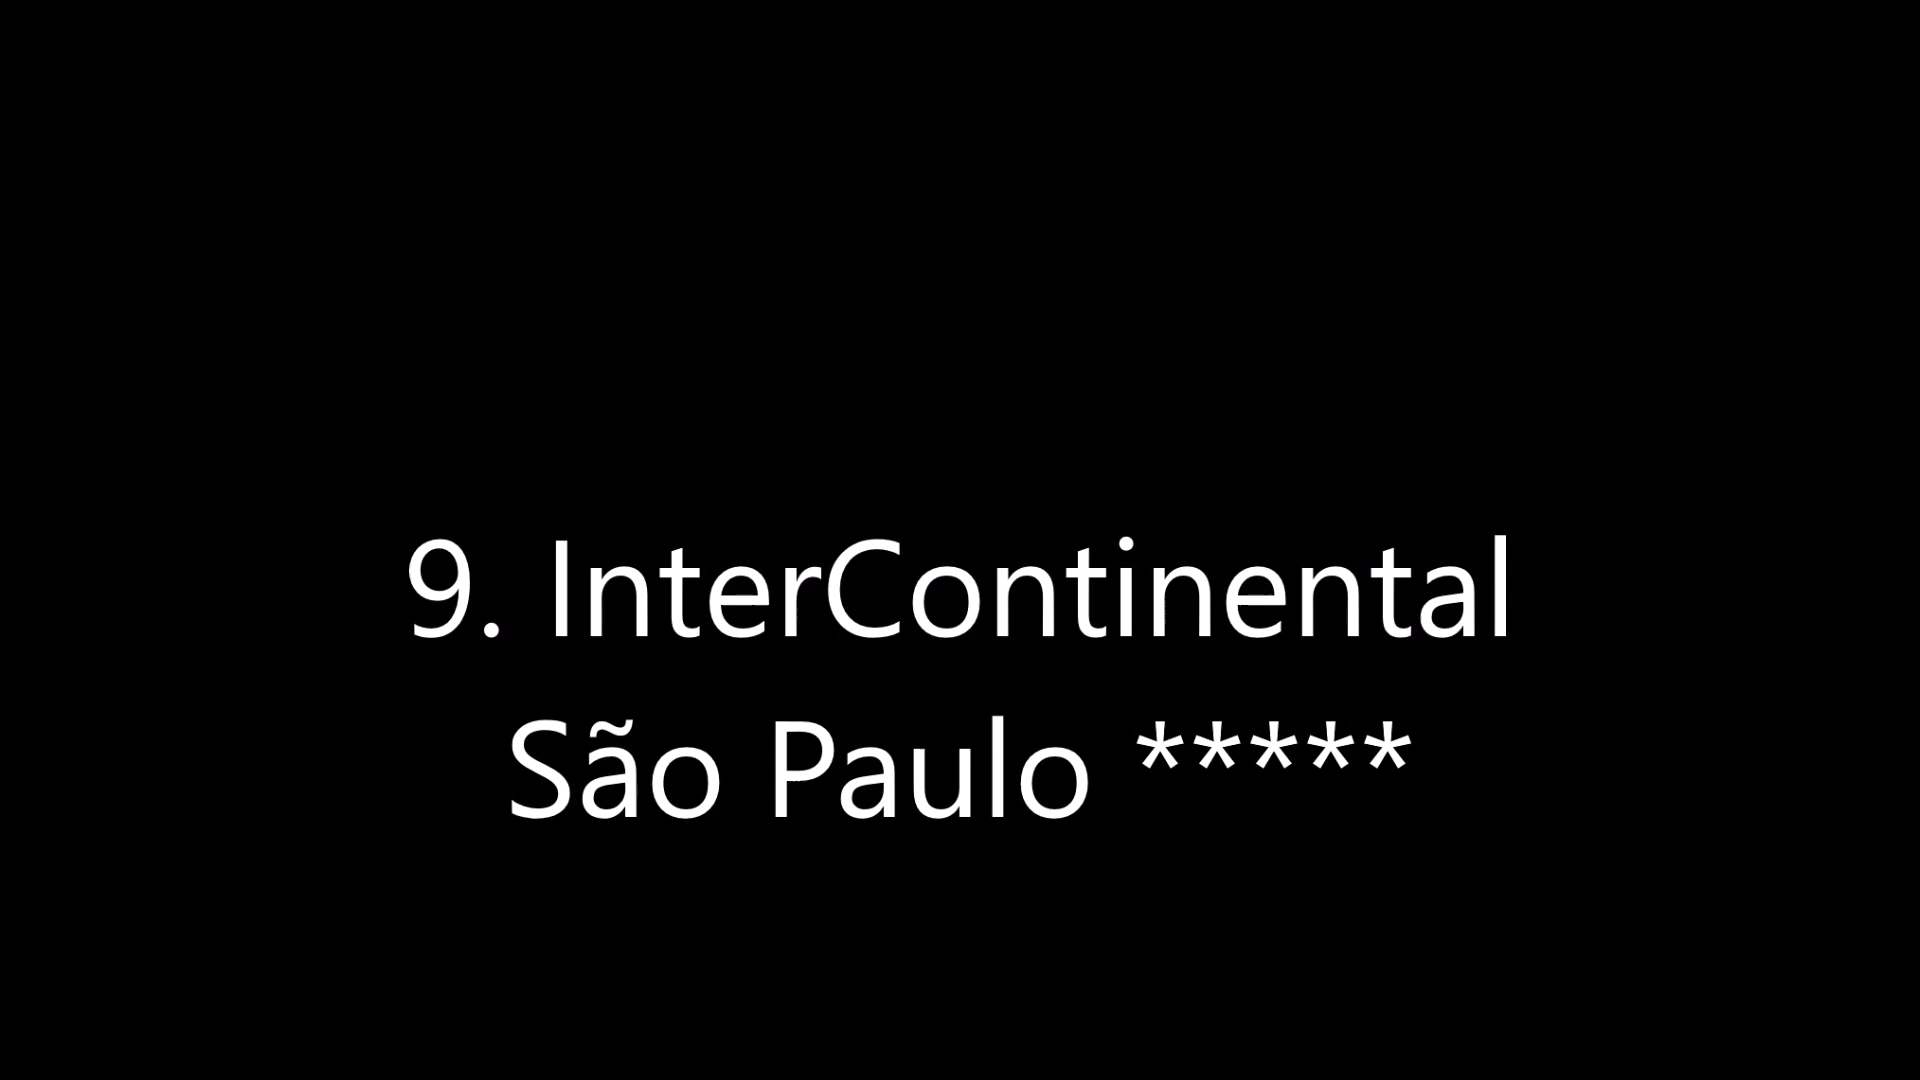 9. InterContinental
São Paulo *****